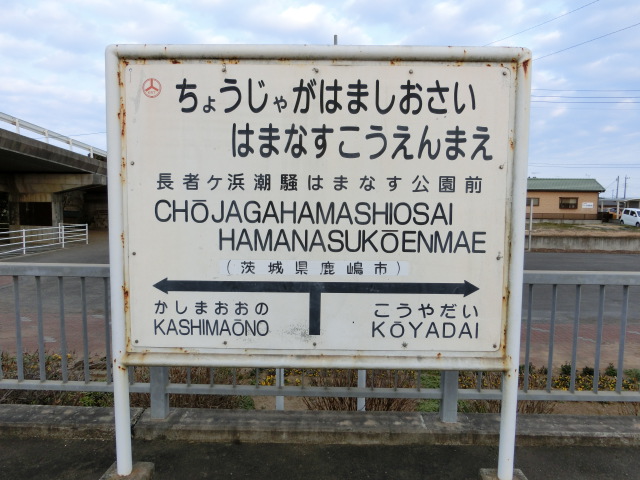 ちょうじゃがはましおさい
はまなすこうえんまえ
長者ヶ浜潮騒はまなす公園前
CHŌJAGAHAMASHIOSAI
HAMANASUKŌENMAE
(茨城県鹿嶋市)
かしまおおの こうやだい
KASHIMAŌNO KŌYADAI